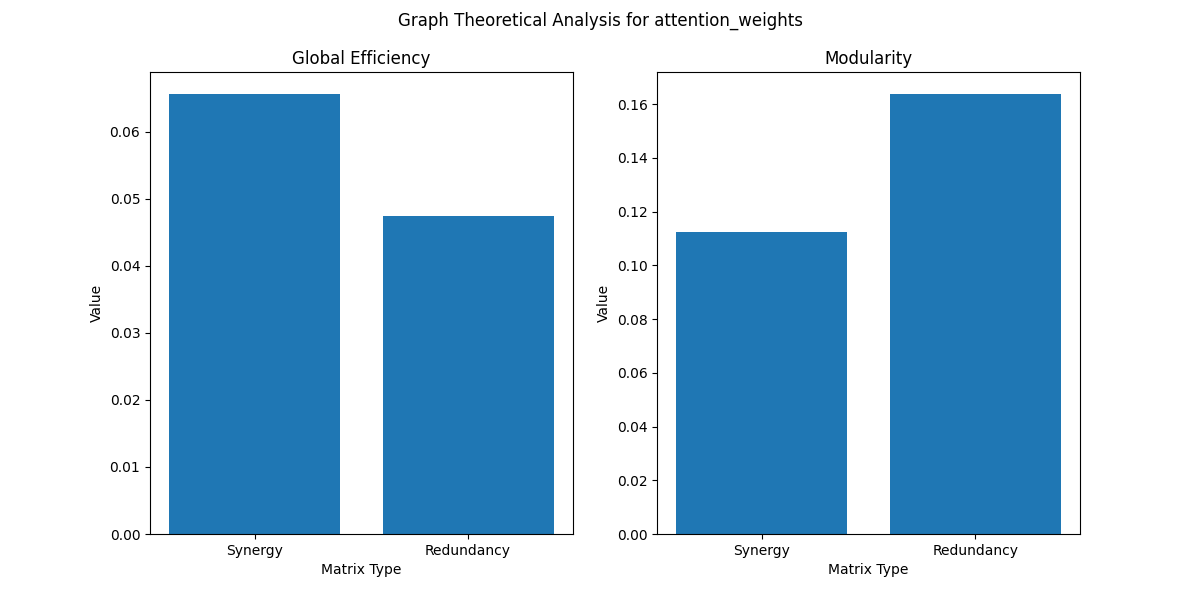 Graph Theoretical Analysis for attention_weights
Global Efficiency
Value
0.06
0.05
0.04
0.03
0.02
0.01
0.00
Synergy
Redundancy
Matrix Type
Modularity
Value
0.16
0.14
0.12
0.10
0.08
0.06
0.04
0.02
0.00
Synergy
Redundancy
Matrix Type